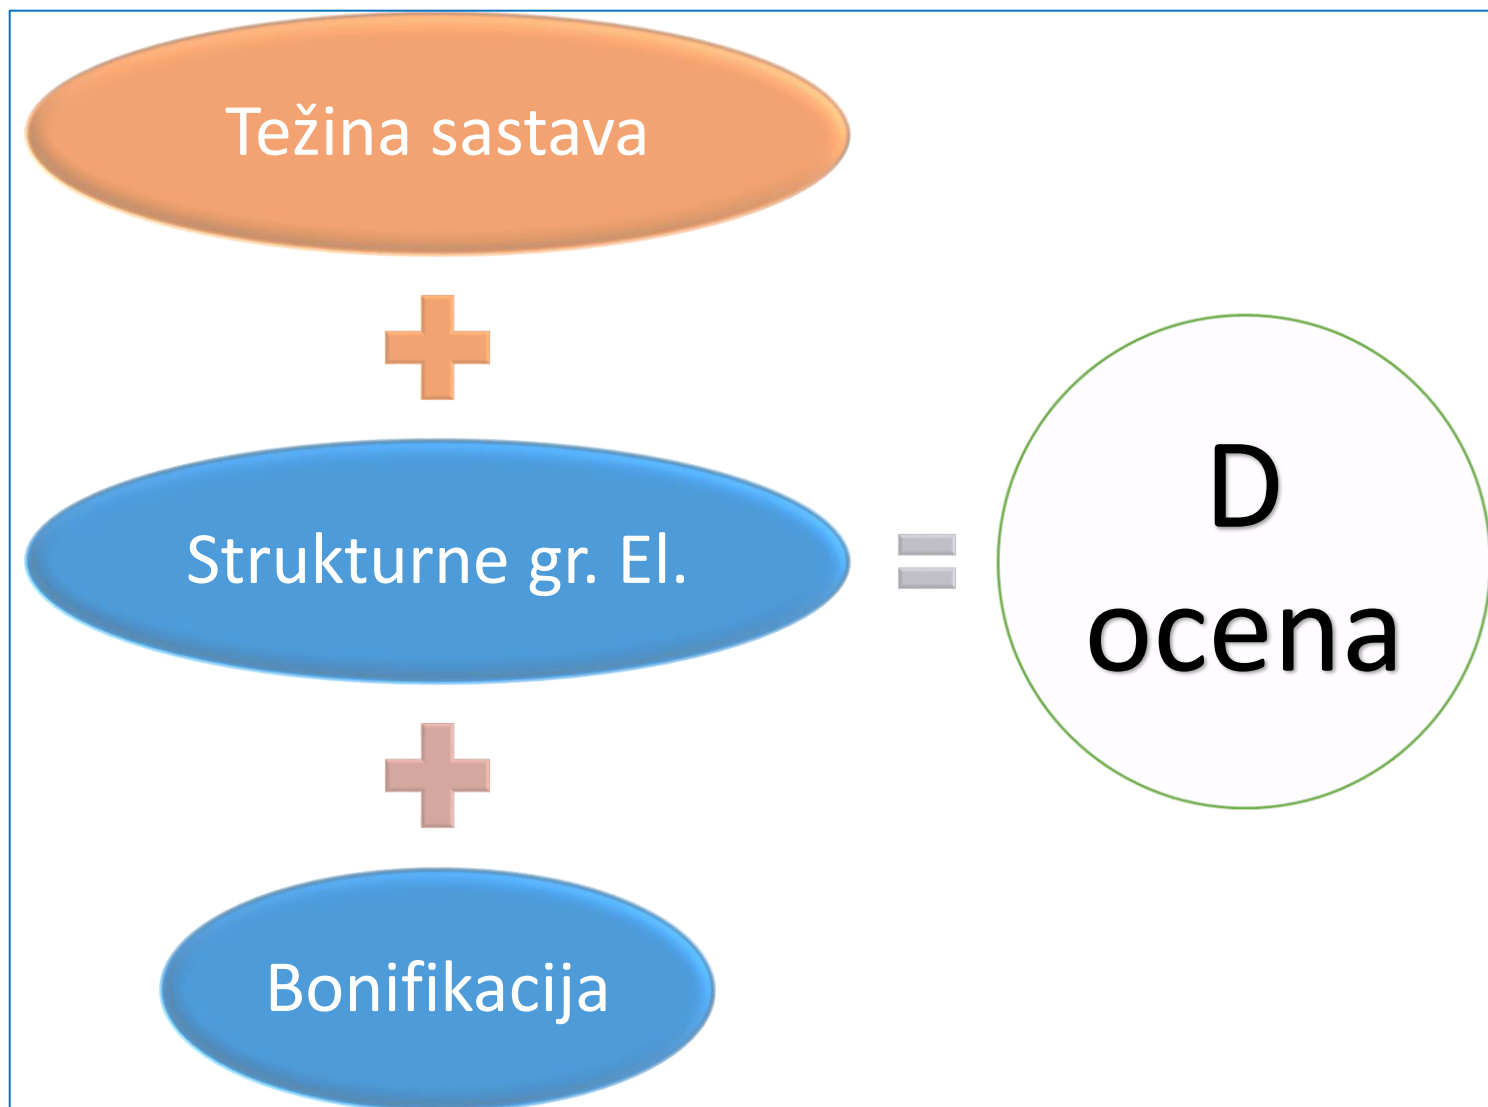 Težina sastava
+
Strukturne gr. El.
+
Bonifikacija
=
D
ocena